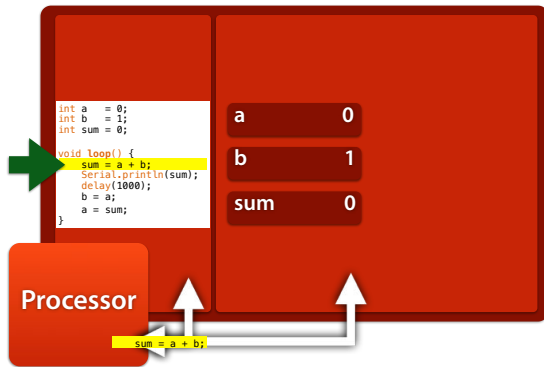 int a   = 0;
int b   = 1;
int sum = 0;
void loop() {
    sum = a + b;
    Serial.println(sum);
    delay(1000);
    b = a;
    a = sum;
}
a 0
b 1
sum 0
Processor
sum = a + b;